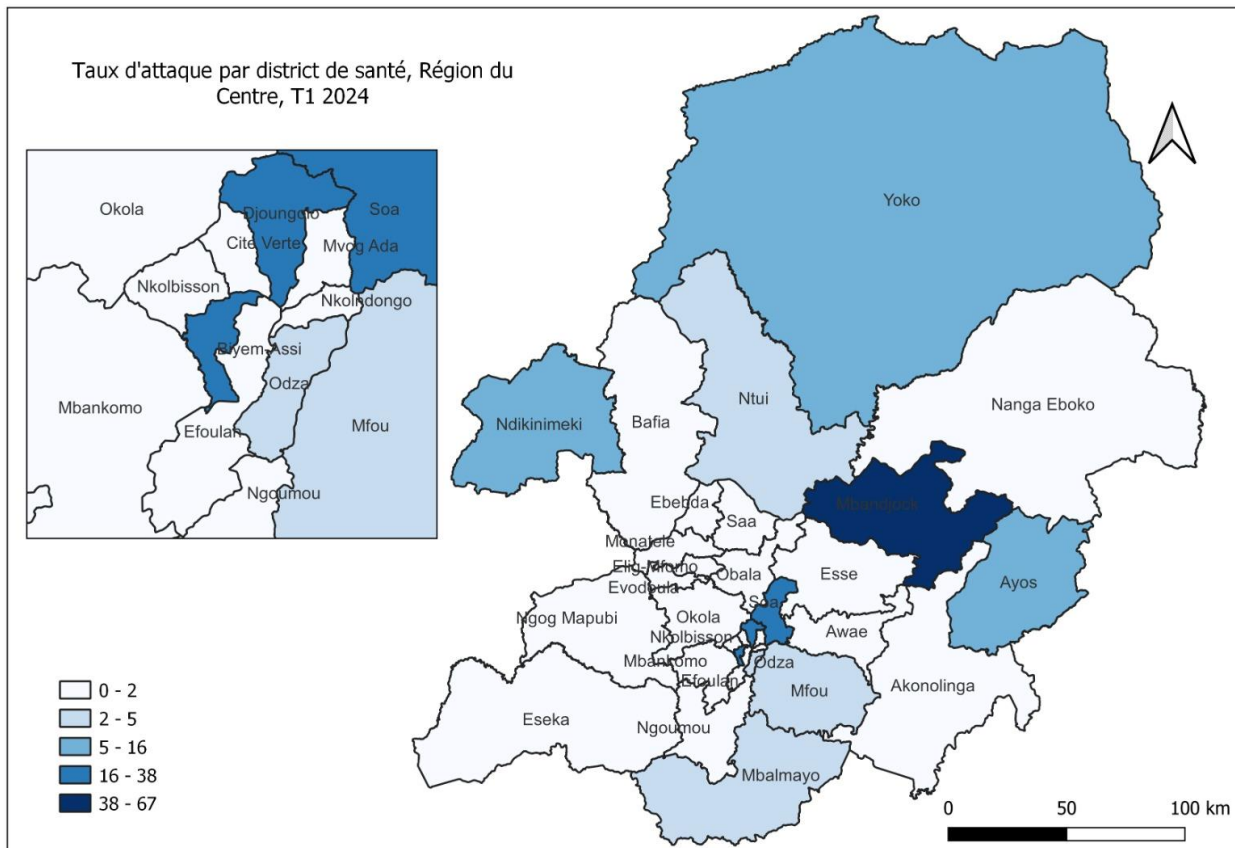 Taux d'attaque par district de santé, Région du
Centre, T1 2024
Okola
Djoungolo
Soa
Cité Verte
Mvog Ada
Nkolbisson
Nkolndongo
Biyem-Assi
Odza
Mbankomo
Efoulan
Mfou
Ngoumou
Yoko
Ntui
Nanga Eboko
Bafia
Ndikinimeki
Mbandjock
Ebebda
Saa
Monatele
Elig-Mfomo
Obala
Esse
Ayos
Evodoula
Soa
Ngog Mapubi
Okola
Nkolbisson
Awae
Mbankomo
Odza
Efoulan
Mfou
Akonolinga
Eseka
Ngoumou
Mbalmayo
0 - 2
2 - 5
5 - 16
16 - 38
38 - 67
0 50 100 km